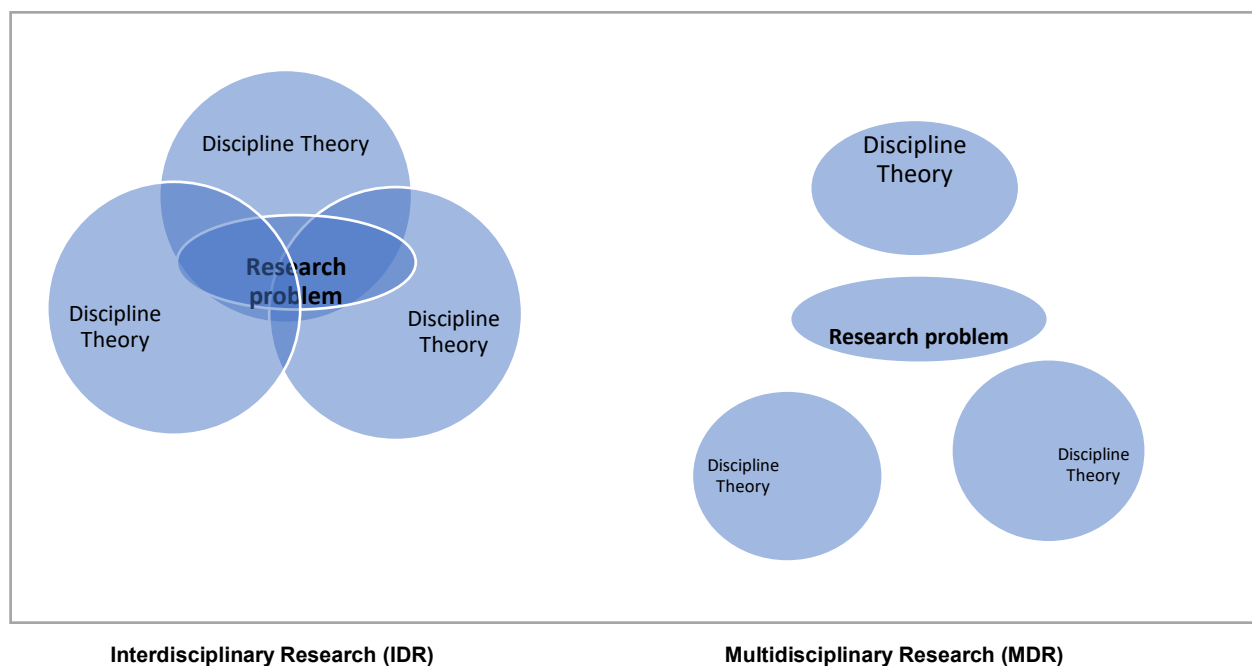 Discipline Theory
Research
problem
Discipline
Theory
Discipline
Theory
Discipline
Theory
Research problem
Discipline
Theory
Discipline
Theory
Interdisciplinary Research (IDR)
Multidisciplinary Research (MDR)